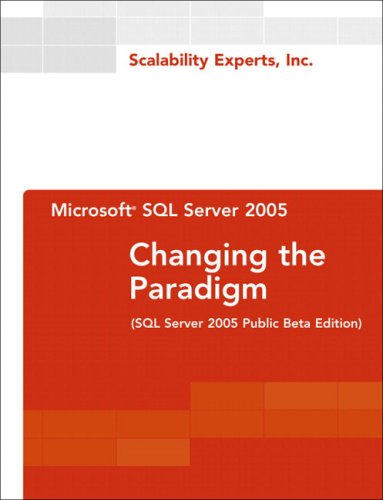 Scalability Experts, Inc.
Microsoft® SQL Server 2005
Changing the
Paradigm
(SQL Server 2005 Public Beta Edition)